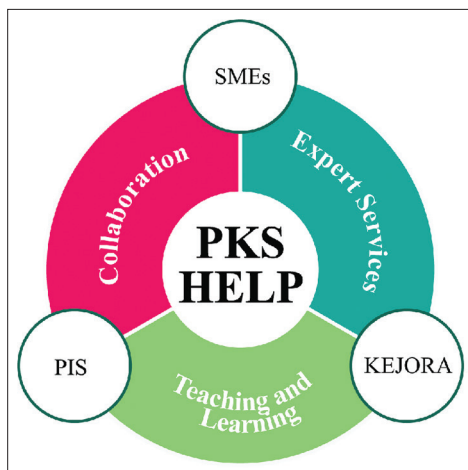 SMEs
Collaboration
Expert Services
PKS
HELP
PIS
KEJORA
Teaching and
Learning